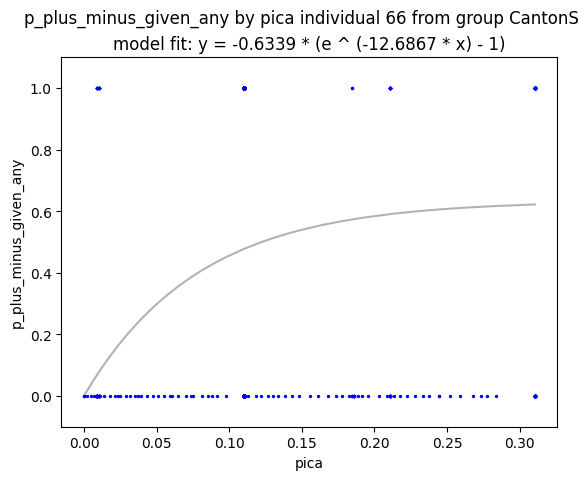 p_plus_minus_given_any by pica individual 66 from group CantonS
model fit: y = -0.6339 * (e ^ (-12.6867 * x) - 1)
1.0
0.8
0.6
0.4
0.2
0.0
p_plus_minus_given_any
0.00 0.05 0.10 0.15 0.20 0.25 0.30
pica